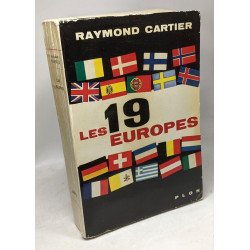 RAYMOND CARTIER
19
LES EUROPES
PLON